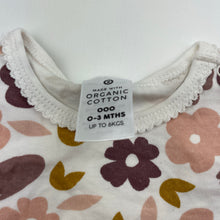 MADE WITH
ORGANIC
COTTON
000
0-3 MTHS
UP TO 6KGS